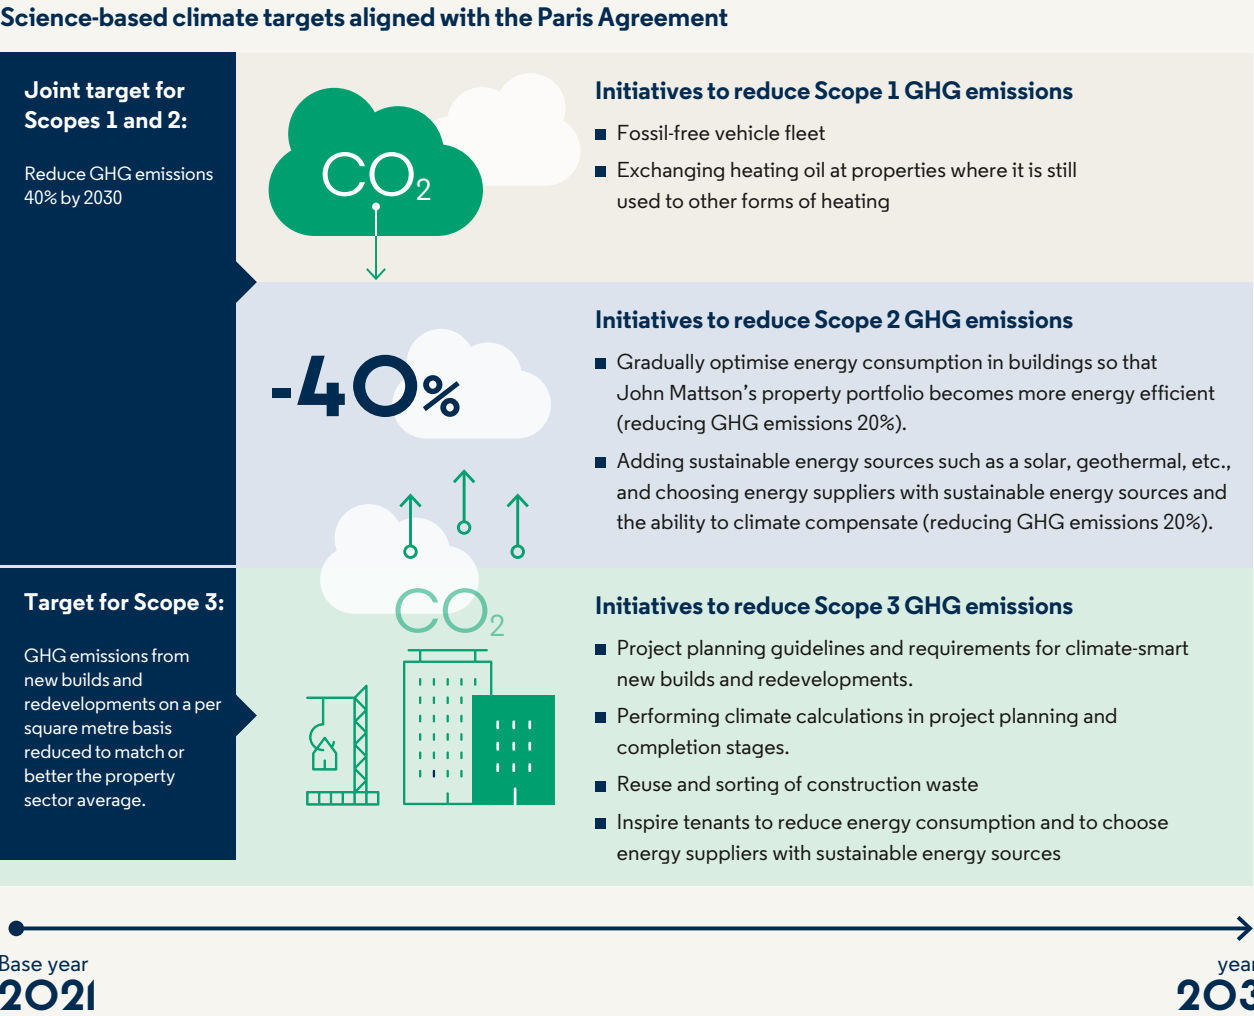 Science-based climate targets aligned with the Paris Agreement
Joint target for
Scopes 1 and 2:
Reduce GHG emissions
40% by 2030
CO2
Initiatives to reduce Scope 1 GHG emissions
Fossil-free vehicle fleet
Exchanging heating oil at properties where it is still
used to other forms of heating
-40%
Initiatives to reduce Scope 2 GHG emissions
Gradually optimise energy consumption in buildings so that
John Mattson’s property portfolio becomes more energy efficient
(reducing GHG emissions 20%).
Adding sustainable energy sources such as a solar, geothermal, etc.,
and choosing energy suppliers with sustainable energy sources and
the ability to climate compensate (reducing GHG emissions 20%).
Target for Scope 3:
GHG emissions from
new builds and
redevelopments on a per
square metre basis
reduced to match or
better the property
sector average.
CO2
Initiatives to reduce Scope 3 GHG emissions
Project planning guidelines and requirements for climate-smart
new builds and redevelopments.
Performing climate calculations in project planning and
completion stages.
Reuse and sorting of construction waste
Inspire tenants to reduce energy consumption and to choose
energy suppliers with sustainable energy sources
Base year
2021
year
203